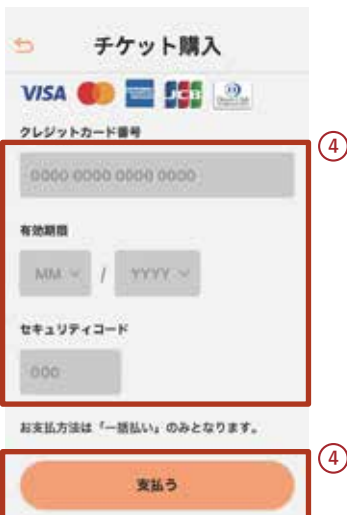 チケット購入
VISA JCB
クレジットカード番号
④
0000 0000 0000 0000
有効期限
MM / YYYY
セキュリティコード
000
お支払方法は「一括払い」のみとなります。
④
支払う